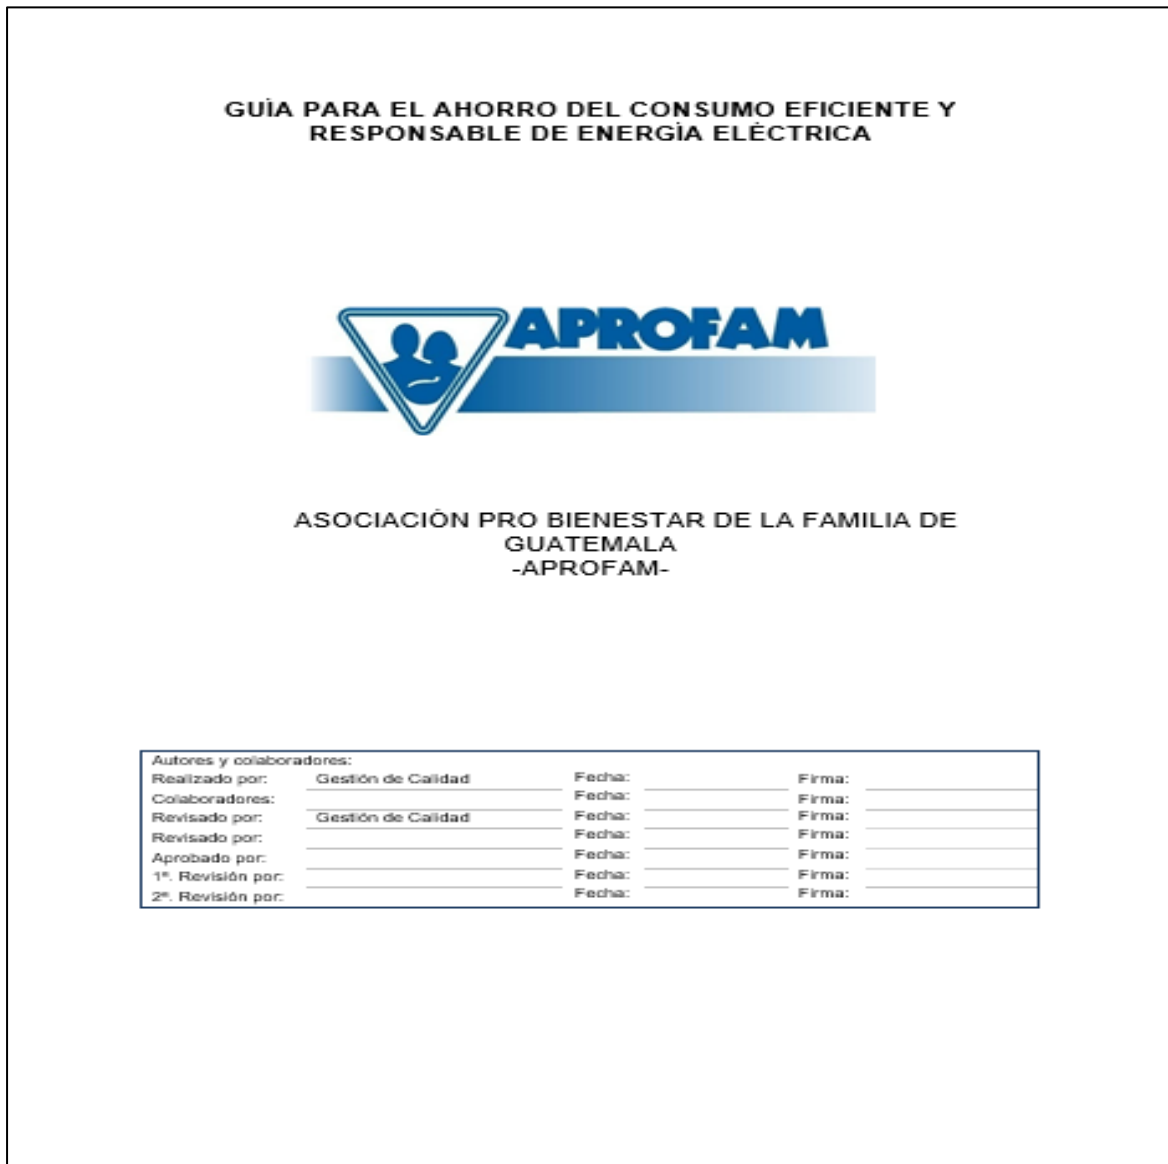 GUÌA PARA EL AHORRO DEL CONSUMO EFICIENTE Y
RESPONSABLE DE ENERGÌA ELÉCTRICA
APROFAM
ASOCIACIÓN PRO BIENESTAR DE LA FAMILIA DE
GUATEMALA
-APROFAM-
Autores y colaboradores:
Realizado por: Gestión de Calidad Fecha: Firma:
Colaboradores: Fecha: Firma:
Revisado por: Gestión de Calidad Fecha: Firma:
Revisado por: Fecha: Firma:
Aprobado por: Fecha: Firma:
1ª. Revisión por: Fecha: Firma:
2ª. Revisión por: Fecha: Firma: